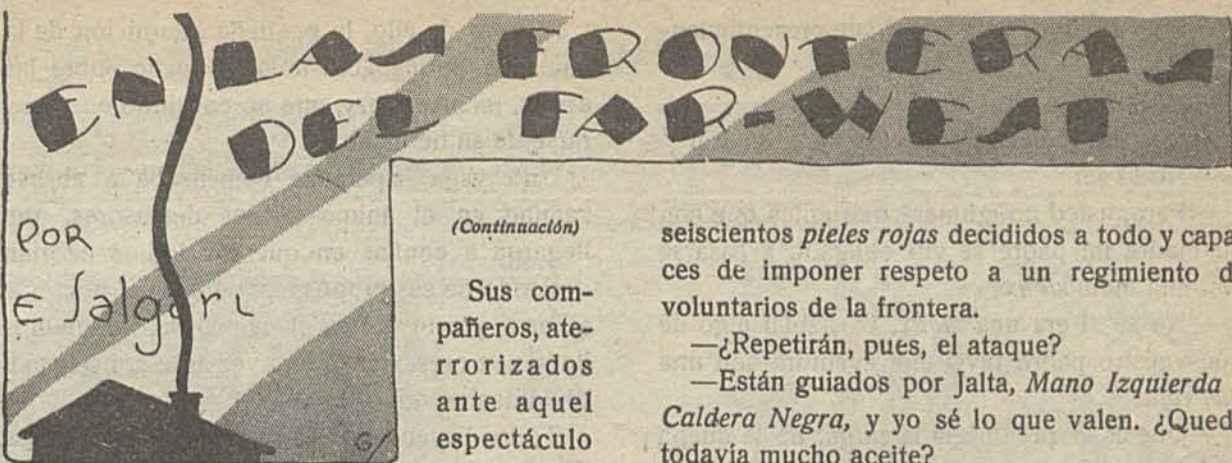 EN LAS FRONTERAS
DEL FAR-WEST
POR
E Salgari
G/
(Continuación)
Sus com-
pañeros, ate-
rrorizados
ante aquel
espectáculo
seiscientos pieles rojas decididos a todo y capa
ces de imponer respeto a un regimiento d
voluntarios de la frontera.
—¿Repetirán, pues, el ataque?
—Están guiados por Jalta, Mano Izquierda
Caldera Negra, y yo sé lo que valen. ¿Qued
todavía mucho aceite?